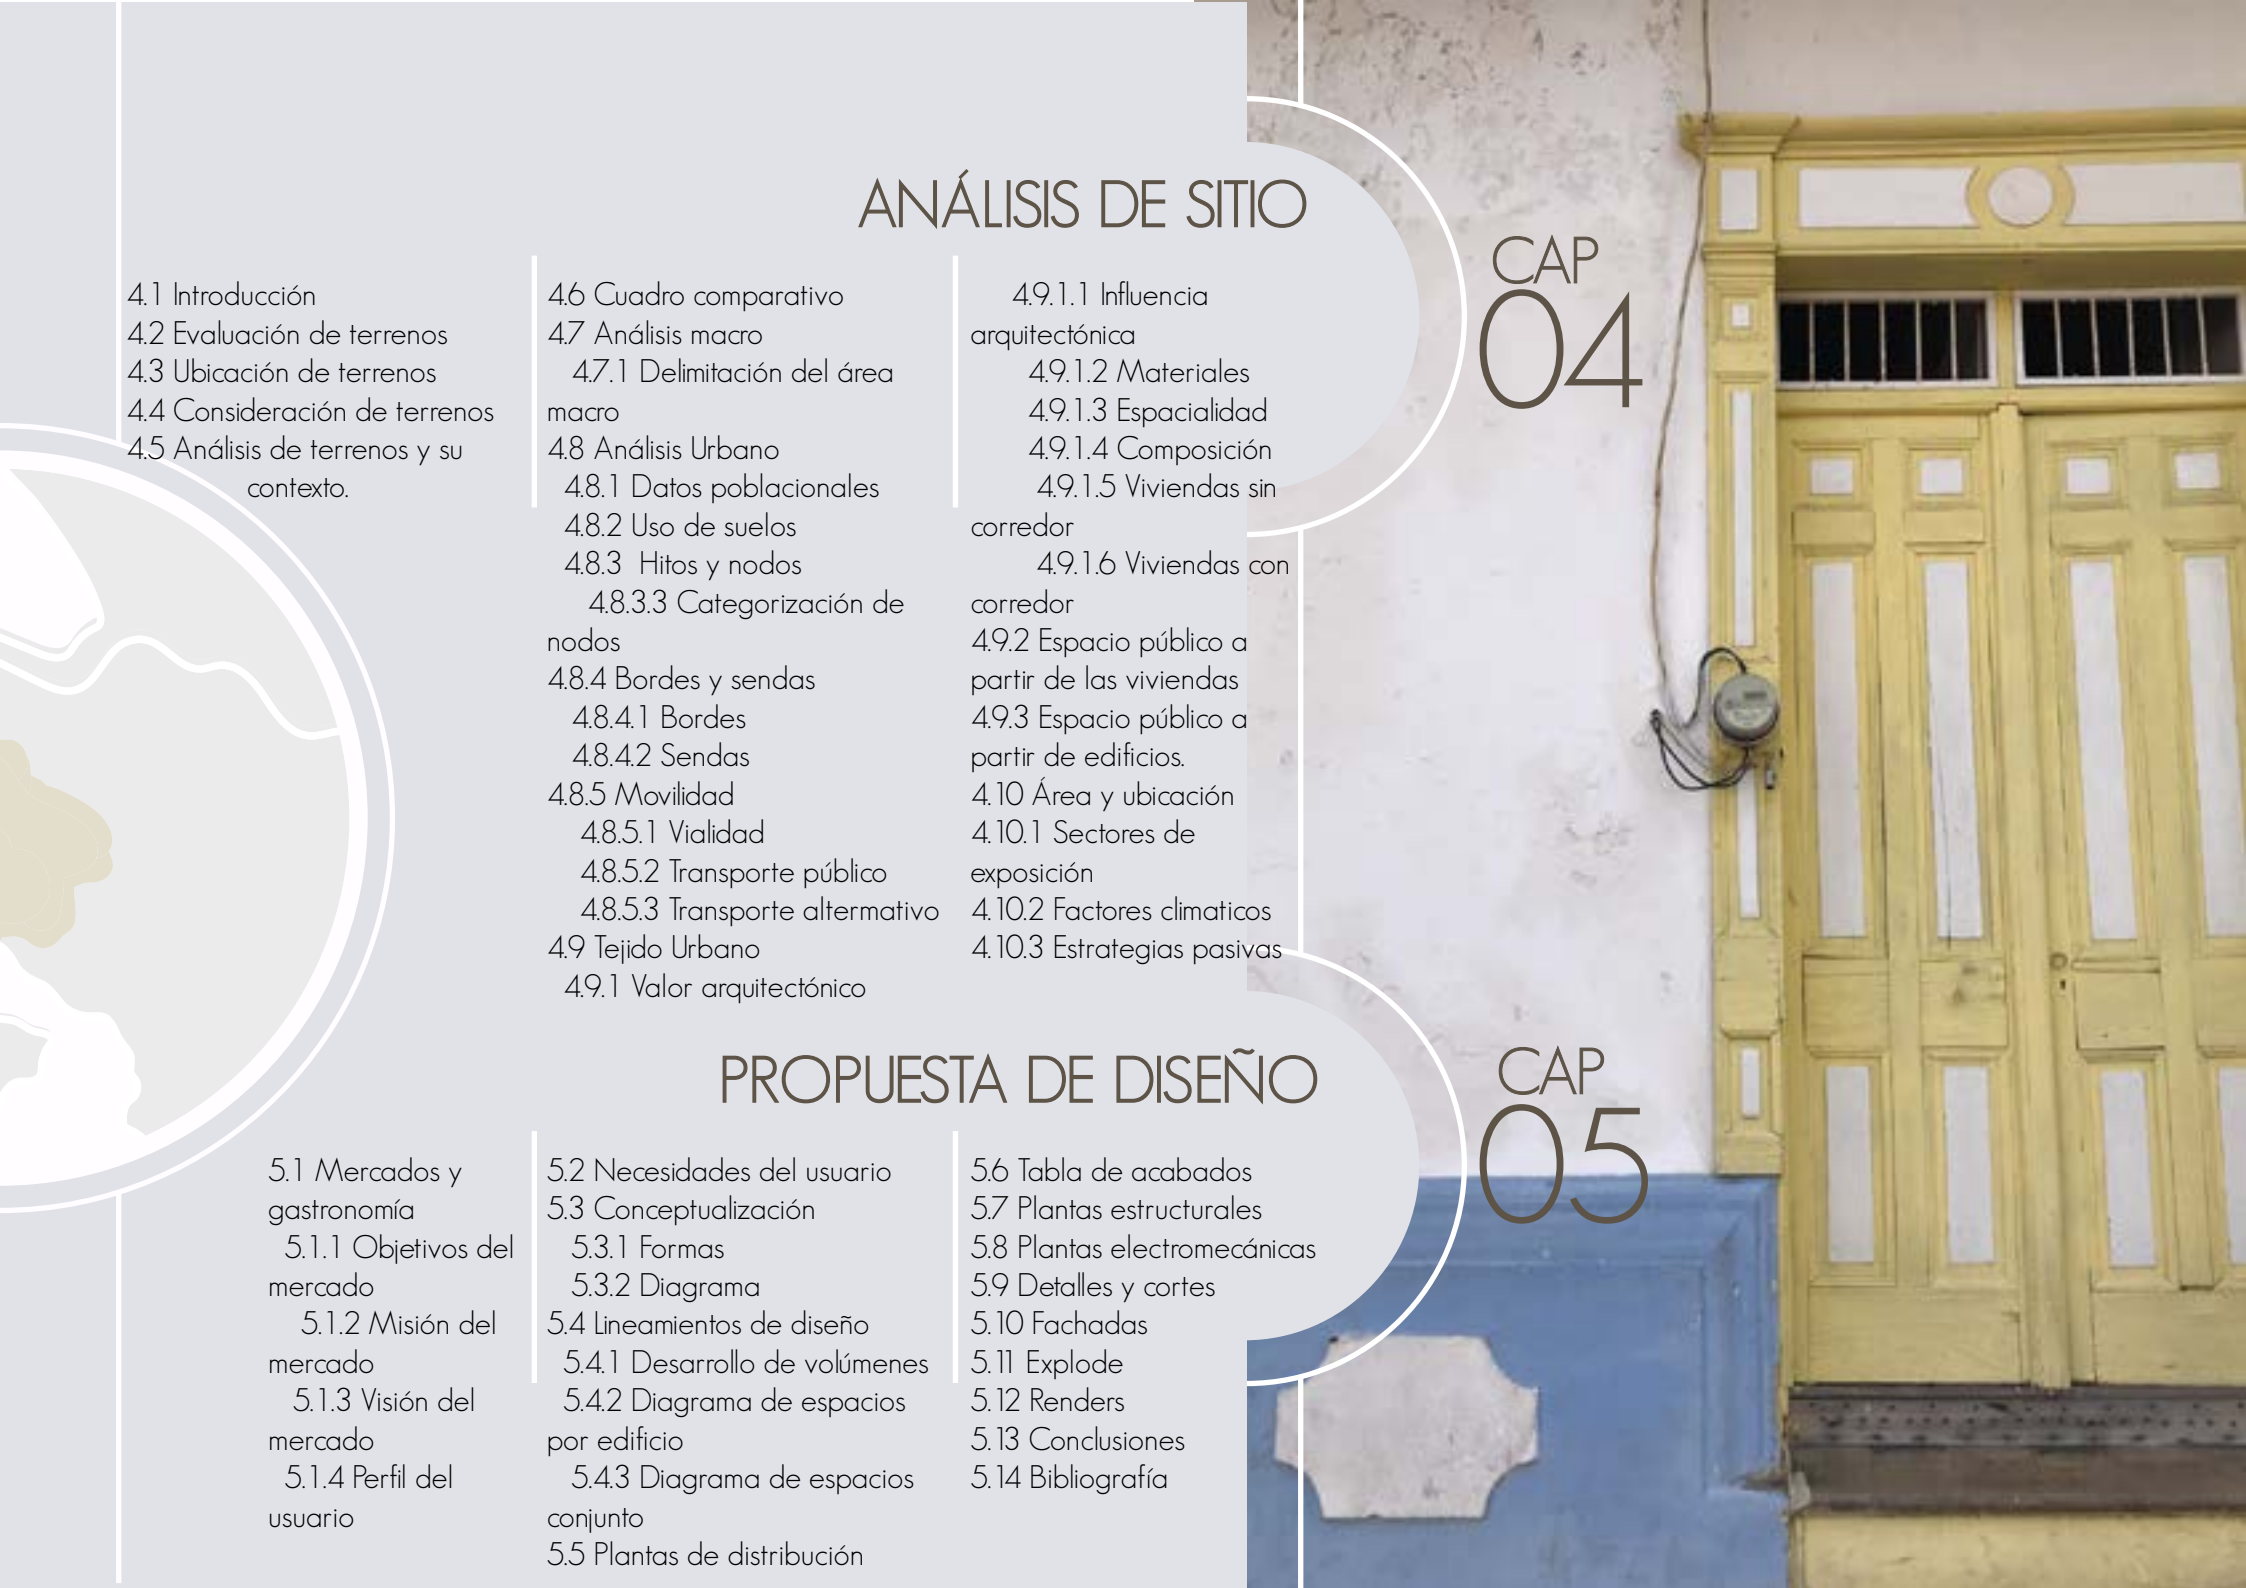 ANÁLISIS DE SITIO
CAP
04
4.1 Introducción
4.2 Evaluación de terrenos
4.3 Ubicación de terrenos
4.4 Consideración de terrenos
4.5 Análisis de terrenos y su
contexto.
4.6 Cuadro comparativo
4.7 Análisis macro
4.7.1 Delimitación del área
macro
4.8 Análisis Urbano
4.8.1 Datos poblacionales
4.8.2 Uso de suelos
4.8.3 Hitos y nodos
4.8.3.3 Categorización de
nodos
4.8.4 Bordes y sendas
4.8.4.1 Bordes
4.8.4.2 Sendas
4.8.5 Movilidad
4.8.5.1 Vialidad
4.8.5.2 Transporte público
4.8.5.3 Transporte altermativo
4.9 Tejido Urbano
4.9.1 Valor arquitectónico
4.9.1.1 Influencia
arquitectónica
4.9.1.2 Materiales
4.9.1.3 Espacialidad
4.9.1.4 Composición
4.9.1.5 Viviendas sin
corredor
4.9.1.6 Viviendas con
corredor
4.9.2 Espacio público a
partir de las viviendas
4.9.3 Espacio público a
partir de edificios.
4.10 Área y ubicación
4.10.1 Sectores de
exposición
4.10.2 Factores climaticos
4.10.3 Estrategias pasivas
PROPUESTA DE DISEÑO
CAP
05
5.1 Mercados y
gastronomía
5.1.1 Objetivos del
mercado
5.1.2 Misión del
mercado
5.1.3 Visión del
mercado
5.1.4 Perfil del
usuario
5.2 Necesidades del usuario
5.3 Conceptualización
5.3.1 Formas
5.3.2 Diagrama
5.4 Lineamientos de diseño
5.4.1 Desarrollo de volúmenes
5.4.2 Diagrama de espacios
por edificio
5.4.3 Diagrama de espacios
conjunto
5.5 Plantas de distribución
5.6 Tabla de acabados
5.7 Plantas estructurales
5.8 Plantas electromecánicas
5.9 Detalles y cortes
5.10 Fachadas
5.11 Explode
5.12 Renders
5.13 Conclusiones
5.14 Bibliografía